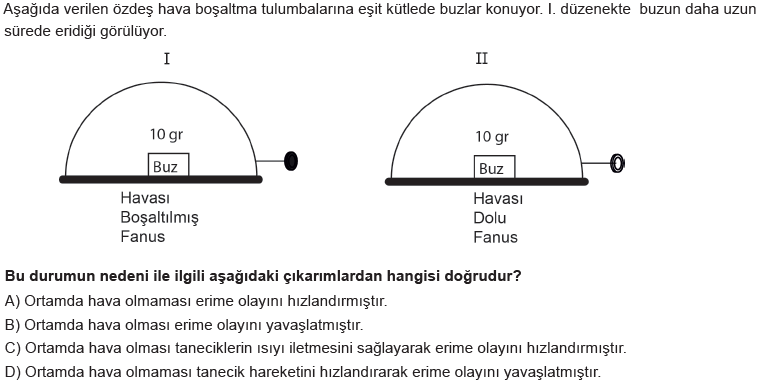 Aşağıda verilen özdeş hava boşaltma tulumbalarına eşit kütlede buzlar konuyor. I. düzenekte buzun daha uzun
sürede eridiği görülüyor.
I
II
10 gr
Buz
Havası
Boşaltılmış
Fanus
10 gr
Buz
Havası
Dolu
Fanus
Bu durumun nedeni ile ilgili aşağıdaki çıkarımlardan hangisi doğrudur?
A) Ortamda hava olmaması erime olayını hızlandırmıştır.
B) Ortamda hava olması erime olayını yavaşlatmıştır.
C) Ortamda hava olması taneciklerin ısıyı iletmesini sağlayarak erime olayını hızlandırmıştır.
D) Ortamda hava olmaması tanecik hareketini hızlandırarak erime olayını yavaşlatmıştır.